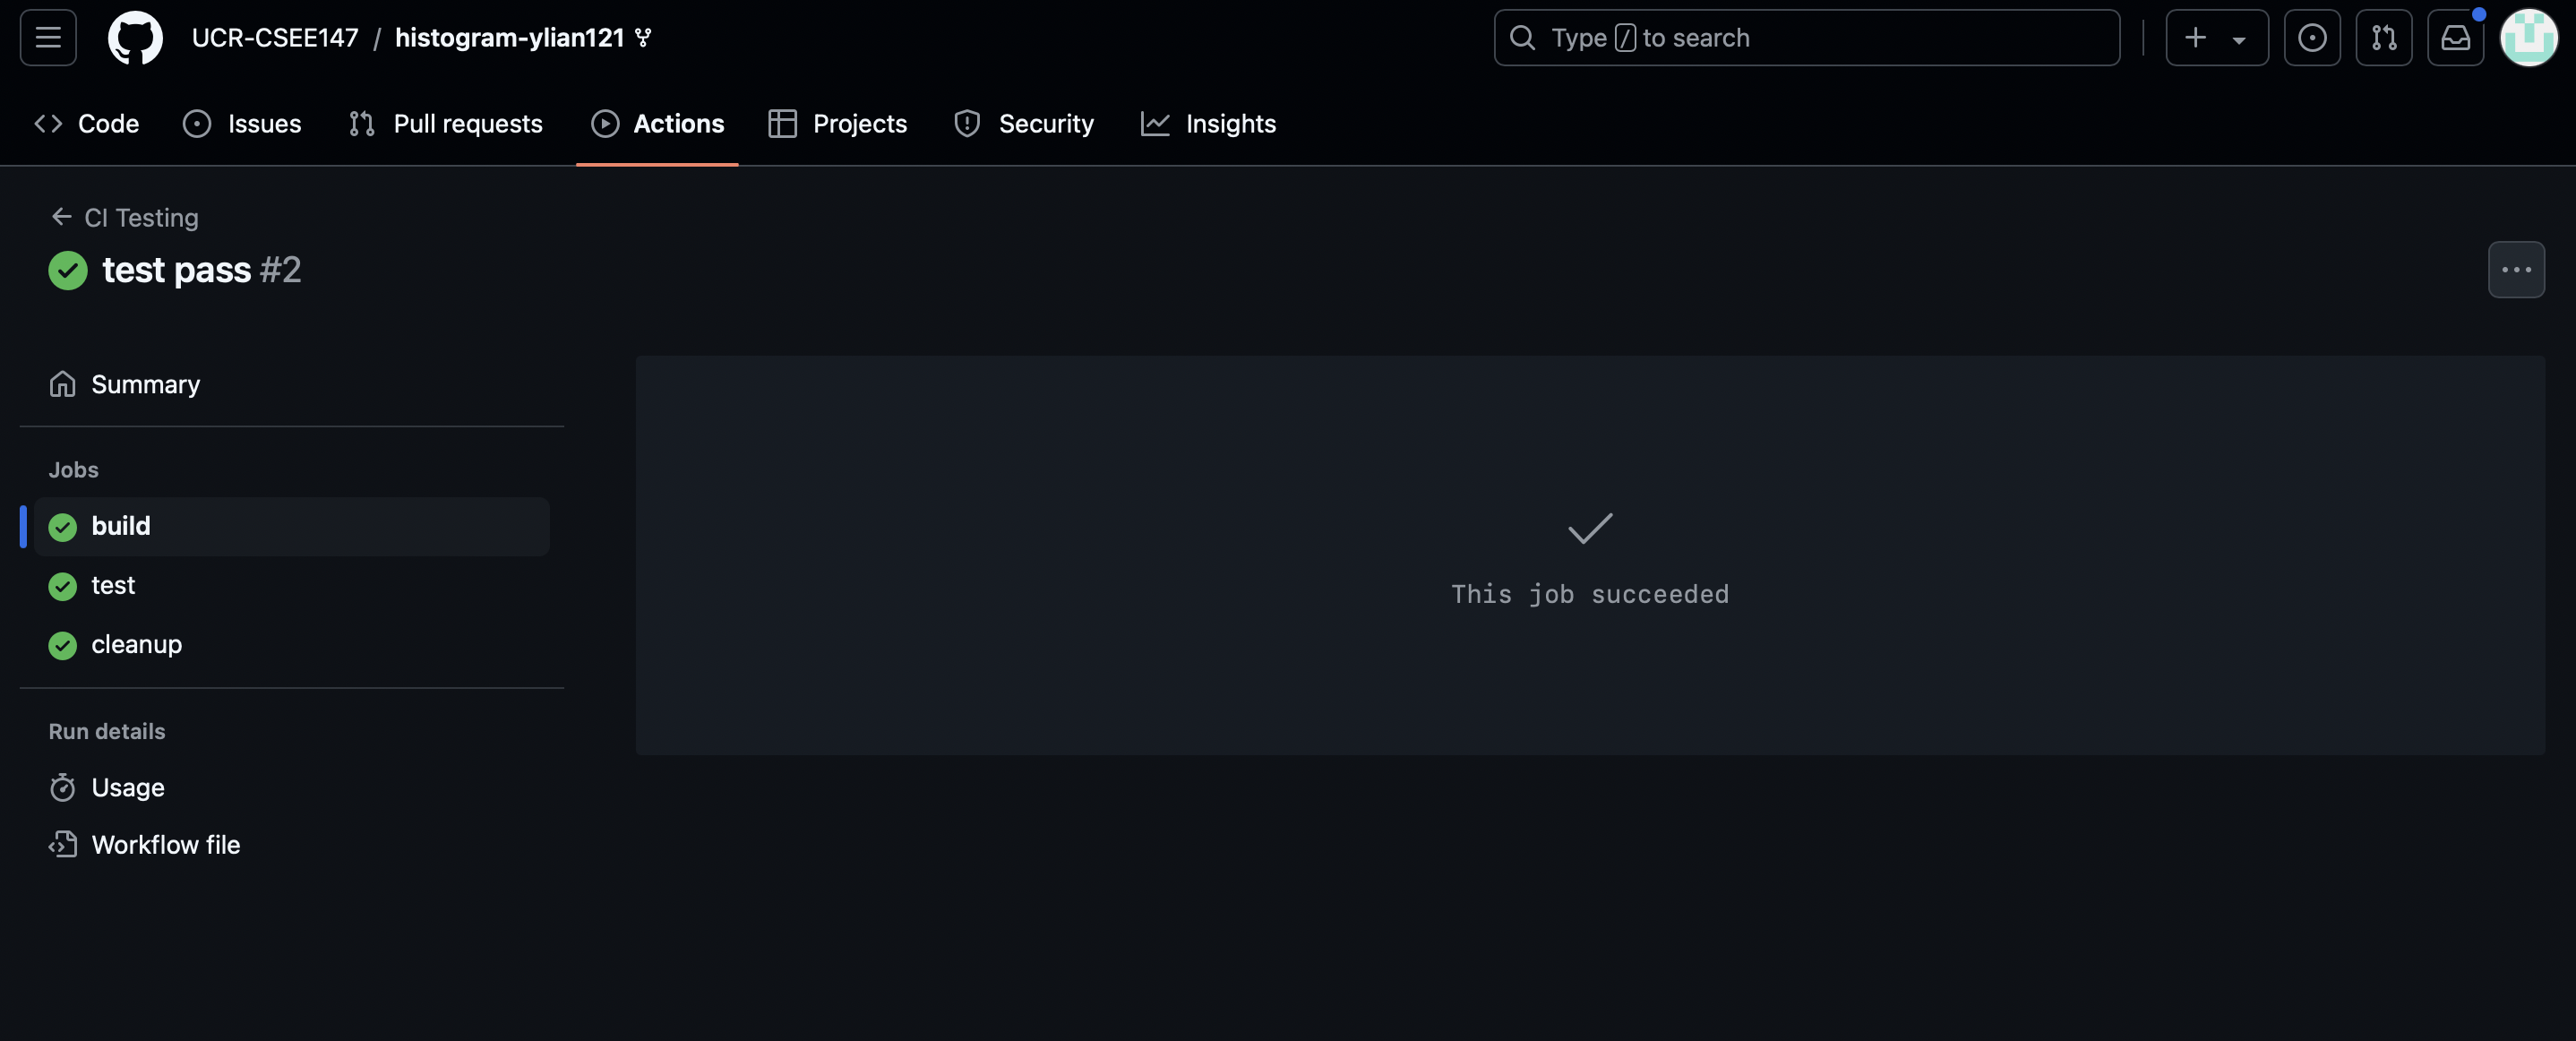 UCR-CSEE147 / histogram-ylian121
Type / to search
Code Issues Pull requests Actions Projects Security Insights
CI Testing
test pass #2
Summary
Jobs
build
test
cleanup
Run details
Usage
Workflow file
This job succeeded